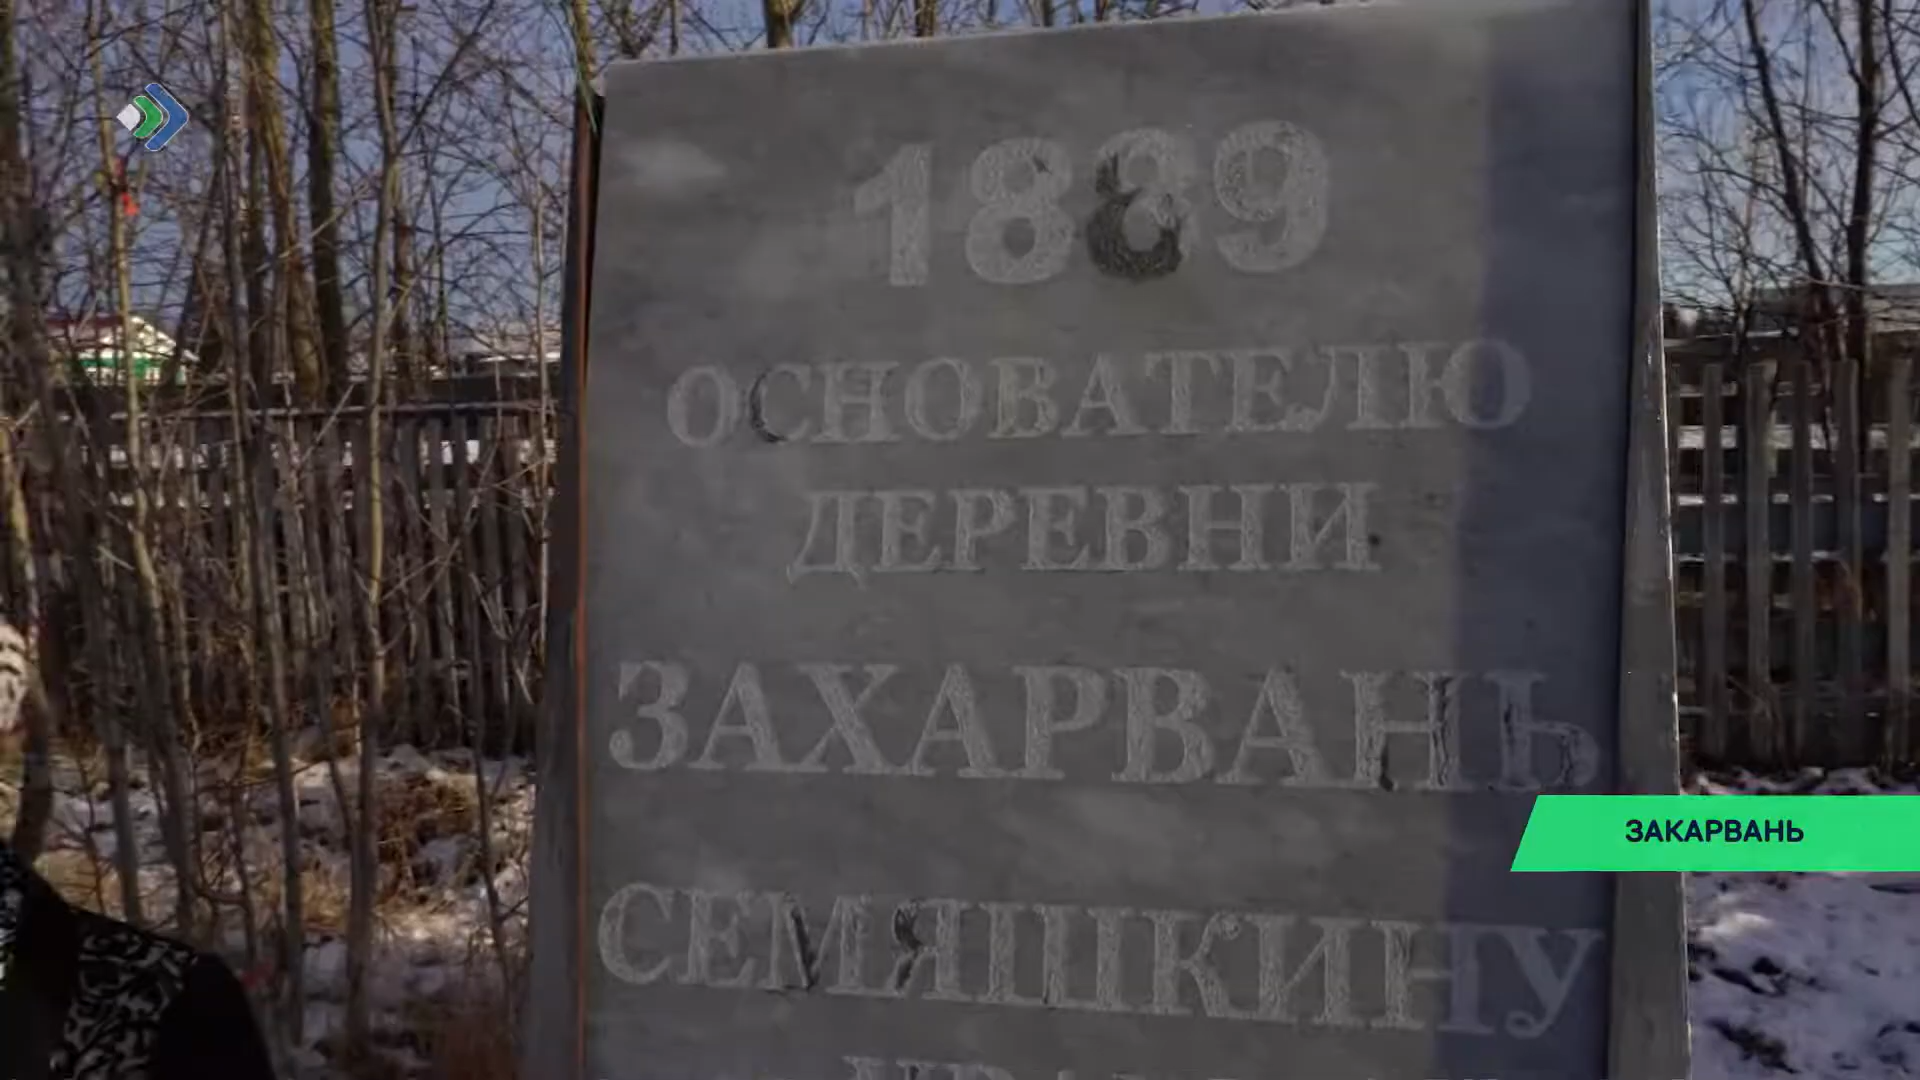 1889
ОСНОВАТЕЛЮ
ДЕРЕВНИ
ЗАХАРВАНЬ
ЗАКАРВАНЬ
СЕМЯШКИНУ